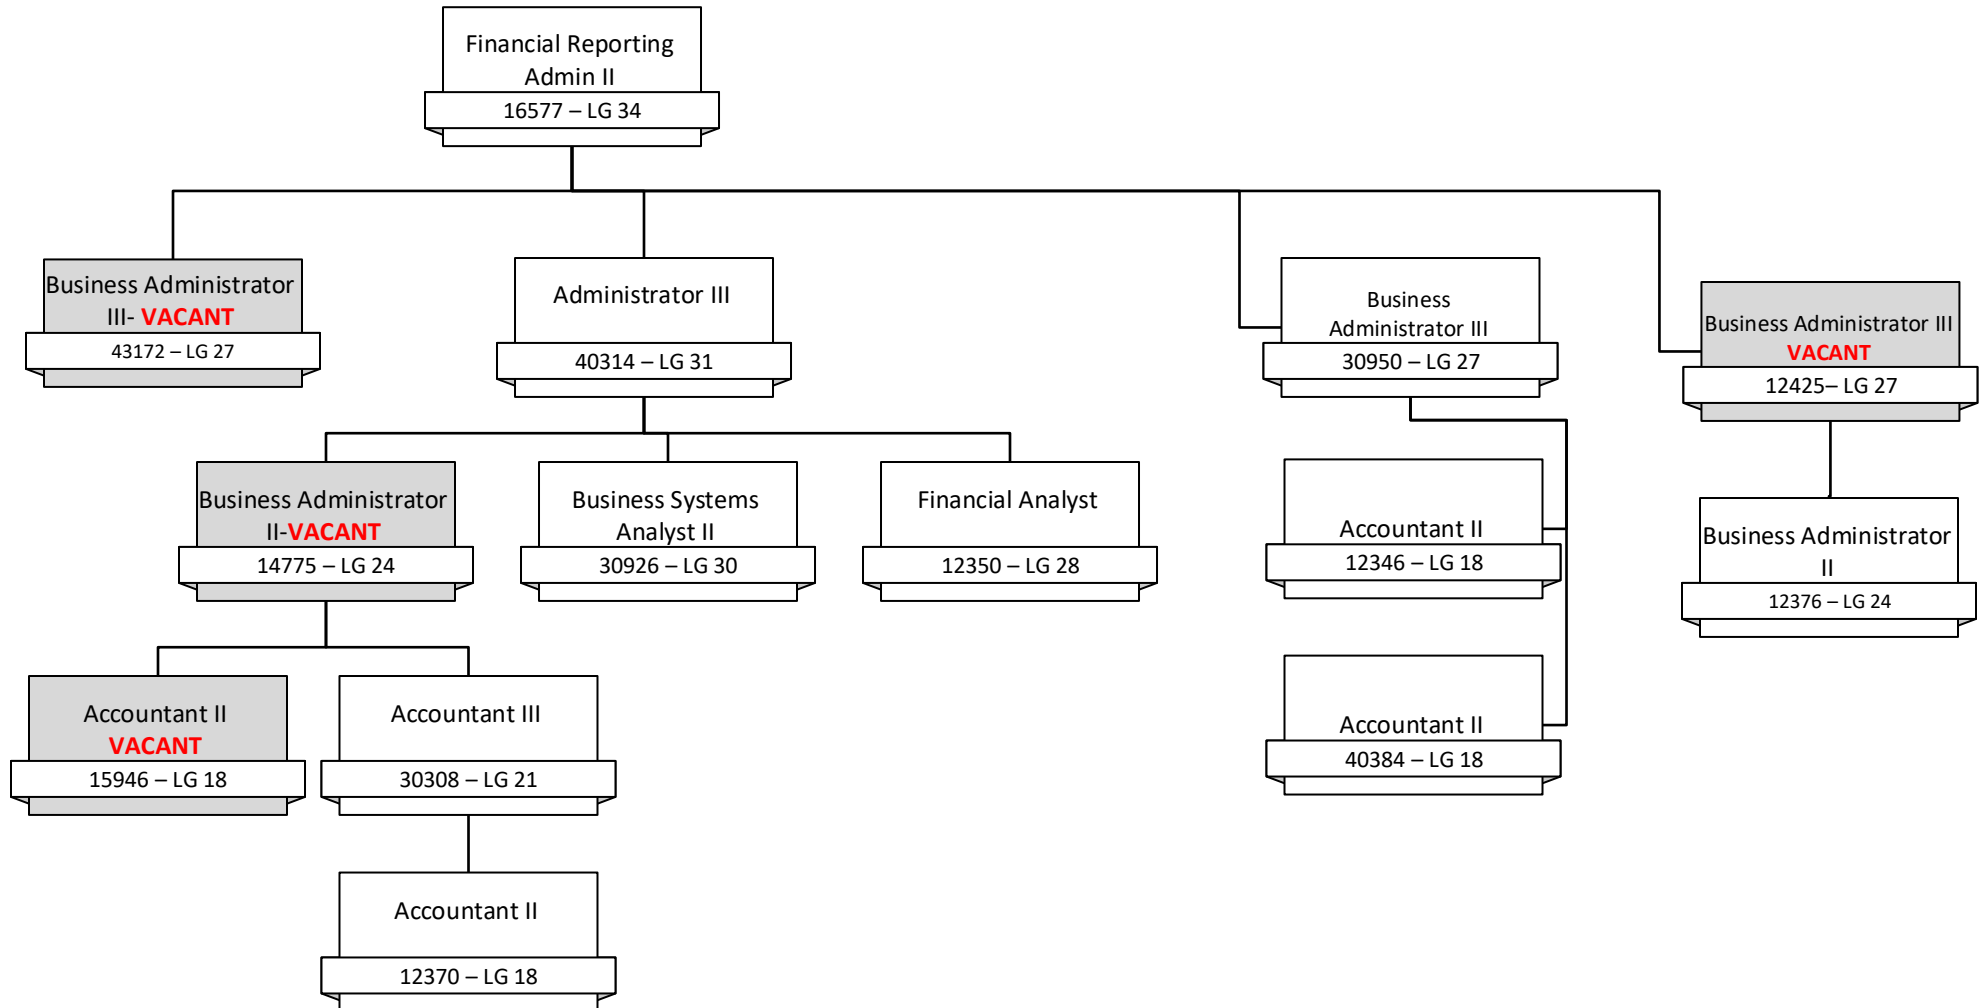 Financial Reporting
Admin II
16577 – LG 34
Business Administrator
III- VACANT
43172 – LG 27
Administrator III
40314 – LG 31
Business
Administrator III
30950 – LG 27
Business Administrator III
VACANT
12425– LG 27
Business Administrator
II-VACANT
14775 – LG 24
Business Systems
Analyst II
30926 – LG 30
Financial Analyst
12350 – LG 28
Accountant II
12346 – LG 18
Business Administrator
II
12376 – LG 24
Accountant II
VACANT
15946 – LG 18
Accountant III
30308 – LG 21
Accountant II
40384 – LG 18
Accountant II
12370 – LG 18